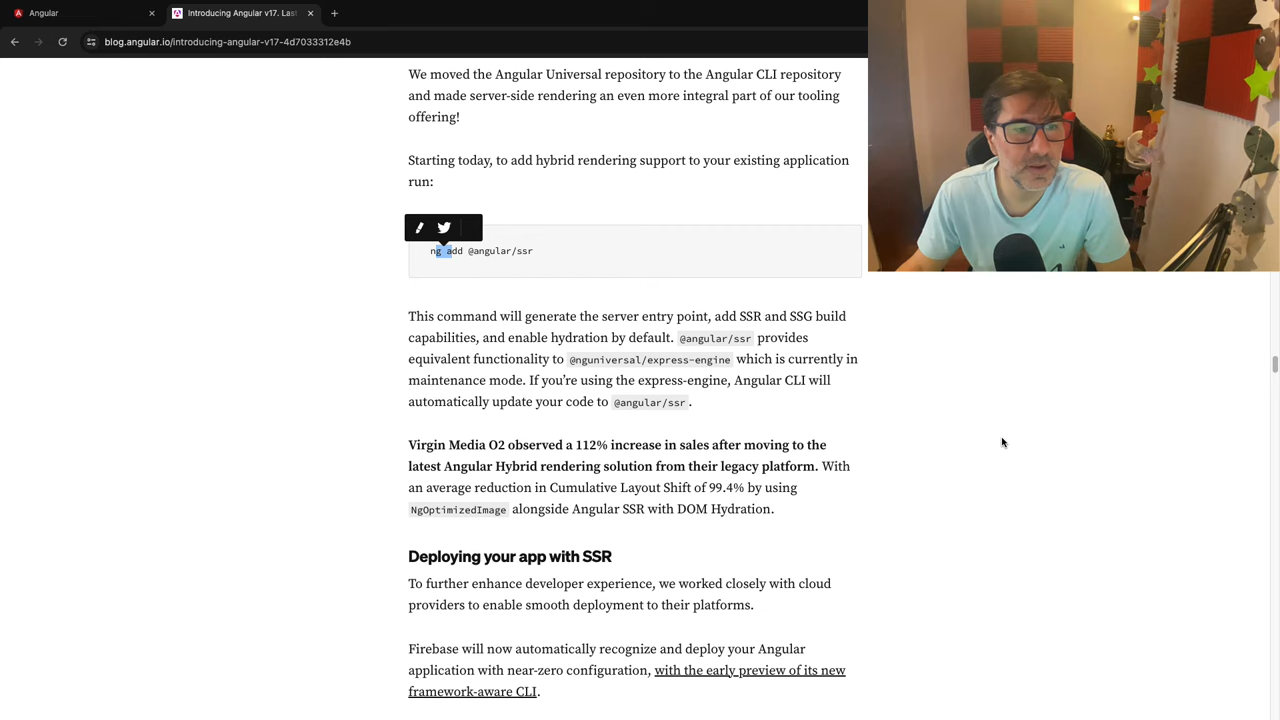 Angular
Introducing Angular v17. Last
blog.angular.io/introducing-angular-v17-4d7033312e4b
We moved the Angular Universal repository to the Angular CLI repository
and made server-side rendering an even more integral part of our tooling
offering!
Starting today, to add hybrid rendering support to your existing application
run:
ng add @angular/ssr
This command will generate the server entry point, add SSR and SSG build
capabilities, and enable hydration by default. @angular/ssr provides
equivalent functionality to @nguniversal/express-engine which is currently in
maintenance mode. If you’re using the express-engine, Angular CLI will
automatically update your code to @angular/ssr.
Virgin Media O2 observed a 112% increase in sales after moving to the
latest Angular Hybrid rendering solution from their legacy platform. With
an average reduction in Cumulative Layout Shift of 99.4% by using
NgOptimizedImage alongside Angular SSR with DOM Hydration.
Deploying your app with SSR
To further enhance developer experience, we worked closely with cloud
providers to enable smooth deployment to their platforms.
Firebase will now automatically recognize and deploy your Angular
application with near-zero configuration, with the early preview of its new
framework-aware CLI.